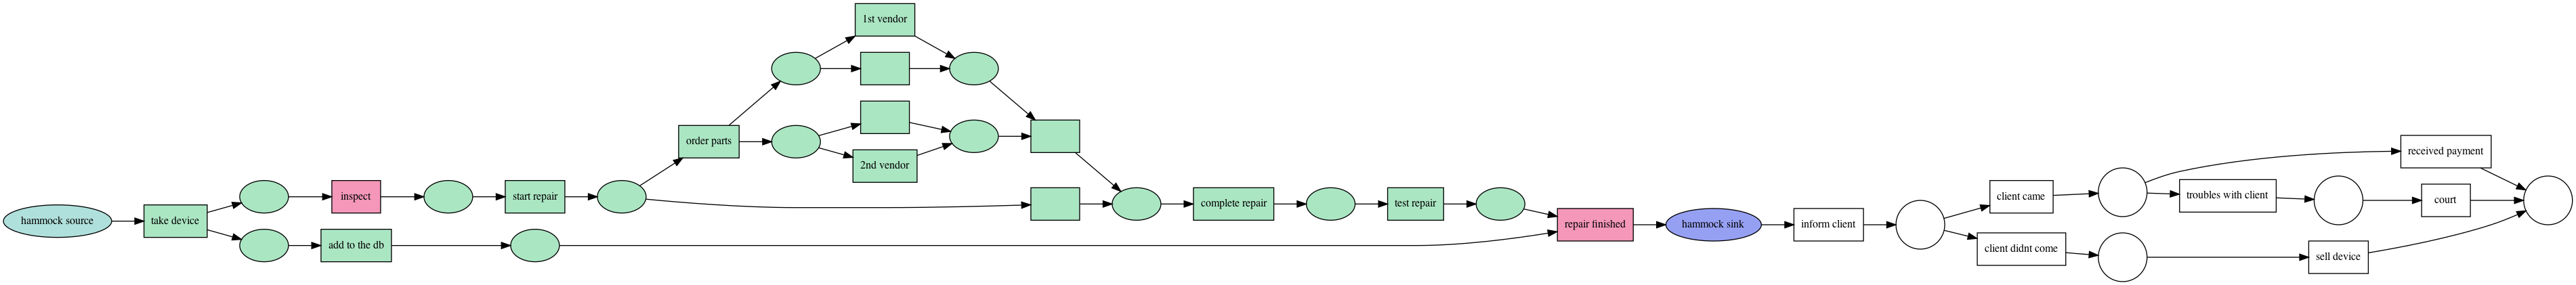 1st vendor
order parts
2nd vendor
hammock source
take device
inspect
start repair
add to the db
complete repair
test repair
repair finished
hammock sink
inform client
client came
client didnt come
troubles with client
received payment
court
sell device